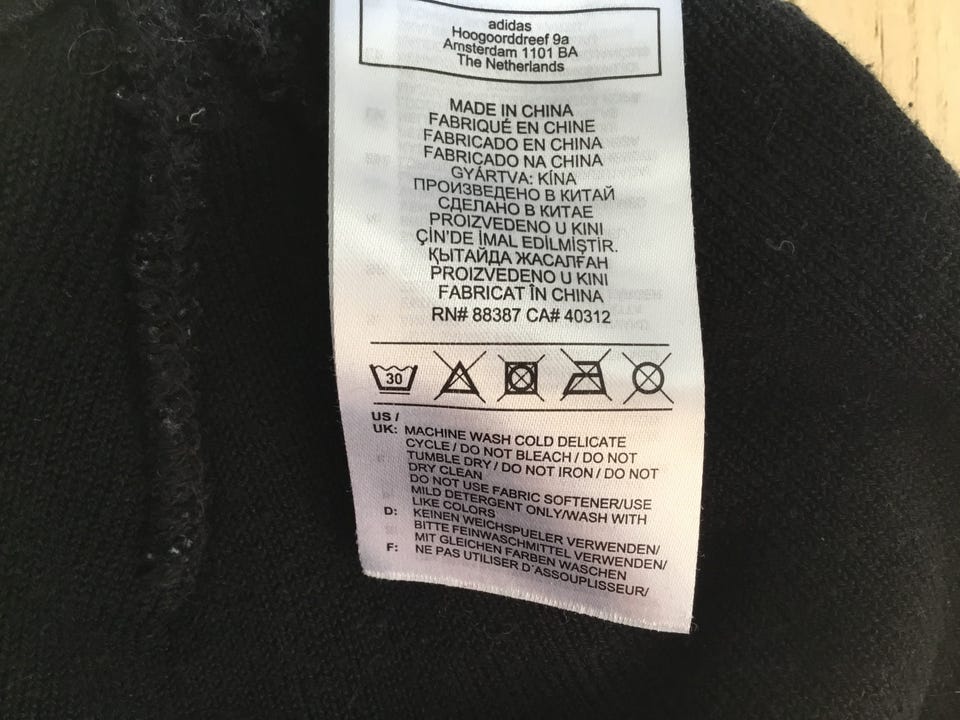 adidas
Hoogoorddreef 9a
Amsterdam 1101 BA
The Netherlands
MADE IN CHINA
FABRIQUÉ EN CHINE
FABRICADO EN CHINA
FABRICADO NA CHINA
GYÁRTVA: KÍNA
ПРОИЗВЕДЕНО В КИТАЙ
СДЕЛАНО В КИТАЕ
PROIZVEDENO U KINI
ÇİN'DE İMAL EDİLMİŞTİR.
ҚЫТАЙДА ЖАСАЛҒАН
PROIZVEDENO U KINI
FABRICAT ÎN CHINA
RN# 88387 CA# 40312
30
US /
UK: MACHINE WASH COLD DELICATE
CYCLE / DO NOT BLEACH / DO NOT
TUMBLE DRY / DO NOT IRON / DO NOT
DRY CLEAN
DO NOT USE FABRIC SOFTENER/USE
MILD DETERGENT ONLY/WASH WITH
LIKE COLORS
D: KEINEN WEICHSPUELER VERWENDEN/
BITTE FEINWASCHMITTEL VERWENDEN/
MIT GLEICHEN FARBEN WASCHEN
F: NE PAS UTILISER D'ASSOUPLISSEUR/